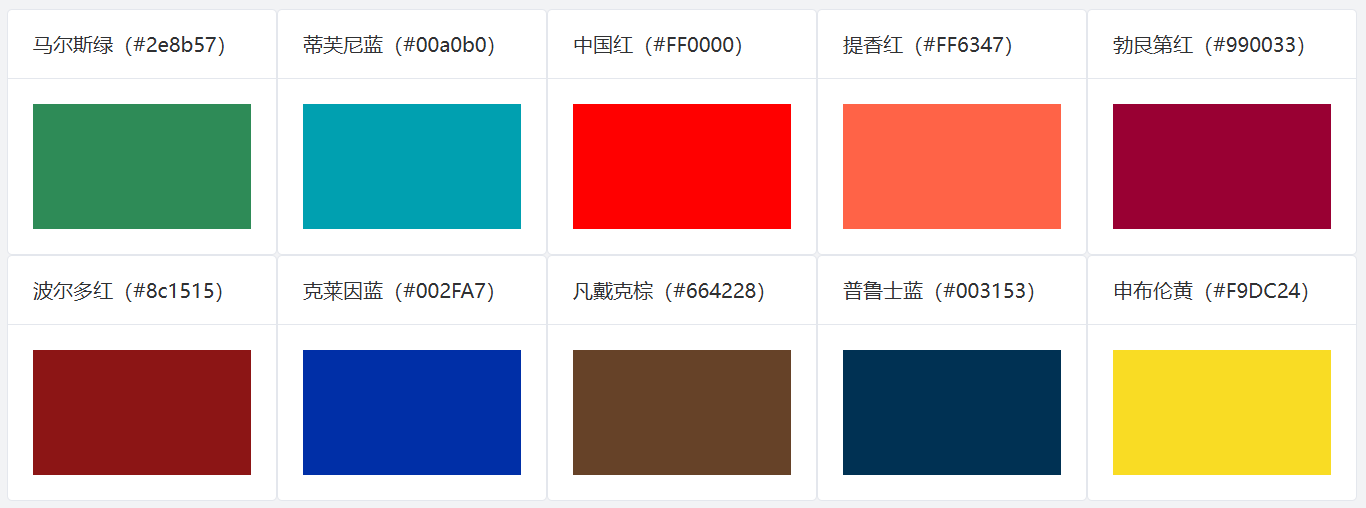 马尔斯绿（#2e8b57）
蒂芙尼蓝（#00a0b0）
中国红（#FF0000）
提香红（#FF6347）
勃艮第红（#990033）
波尔多红（#8c1515）
克莱因蓝（#002FA7）
凡戴克棕（#664228）
普鲁士蓝（#003153）
申布伦黄（#F9DC24）